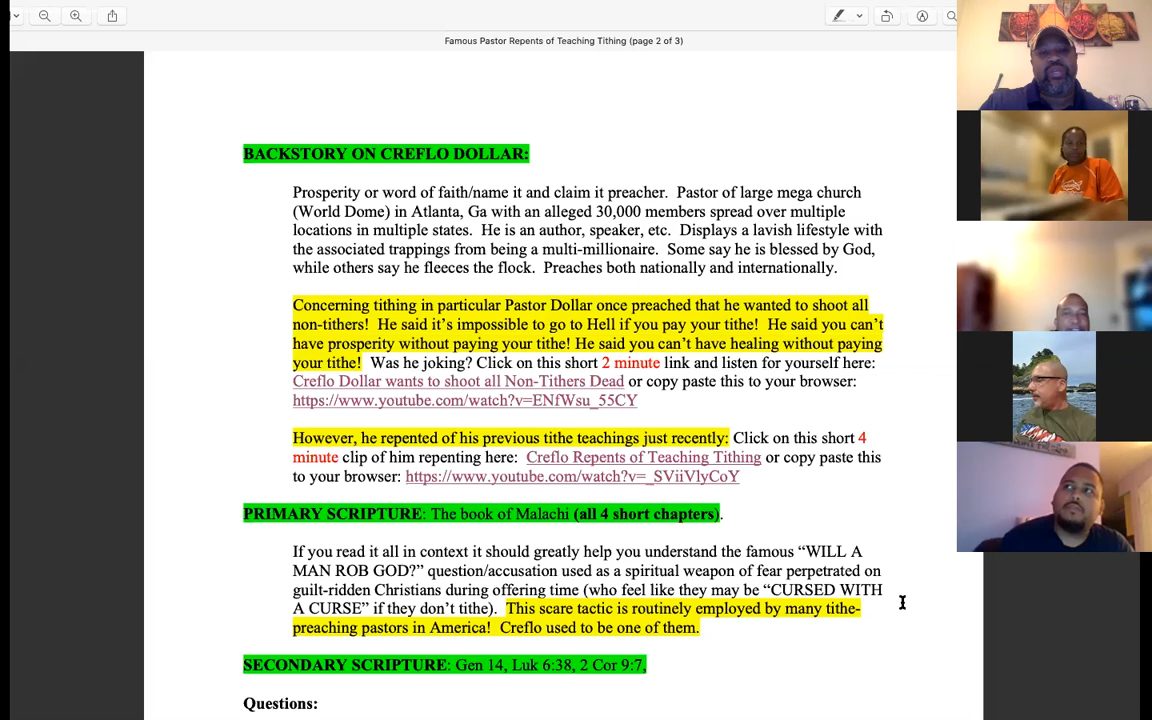 Famous Pastor Repents of Teaching Tithing (page 2 of 3)
BACKSTORY ON CREFLO DOLLAR:
Prosperity or word of faith/name it and claim it preacher. Pastor of large mega church
(World Dome) in Atlanta, Ga with an alleged 30,000 members spread over multiple
locations in multiple states. He is an author, speaker, etc. Displays a lavish lifestyle with
the associated trappings from being a multi-millionaire. Some say he is blessed by God,
while others say he fleeces the flock. Preaches both nationally and internationally.
Concerning tithing in particular Pastor Dollar once preached that he wanted to shoot all
non-tithers! He said it’s impossible to go to Hell if you pay your tithe! He said you can’t
have prosperity without paying your tithe! He said you can’t have healing without paying
your tithe! Was he joking? Click on this short 2 minute link and listen for yourself here:
Creflo Dollar wants to shoot all Non-Tithers Dead or copy paste this to your browser:
https://www.youtube.com/watch?v=ENfWsu_55CY
However, he repented of his previous tithe teachings just recently: Click on this short 4
minute clip of him repenting here: Creflo Repents of Teaching Tithing or copy paste this
to your browser: https://www.youtube.com/watch?v=_SViiVlyCoY
PRIMARY SCRIPTURE: The book of Malachi (all 4 short chapters).
If you read it all in context it should greatly help you understand the famous “WILL A
MAN ROB GOD?” question/accusation used as a spiritual weapon of fear perpetrated on
guilt-ridden Christians during offering time (who feel like they may be “CURSED WITH
A CURSE” if they don’t tithe). This scare tactic is routinely employed by many tithe-
preaching pastors in America! Creflo used to be one of them.
SECONDARY SCRIPTURE: Gen 14, Luk 6:38, 2 Cor 9:7,
Questions: